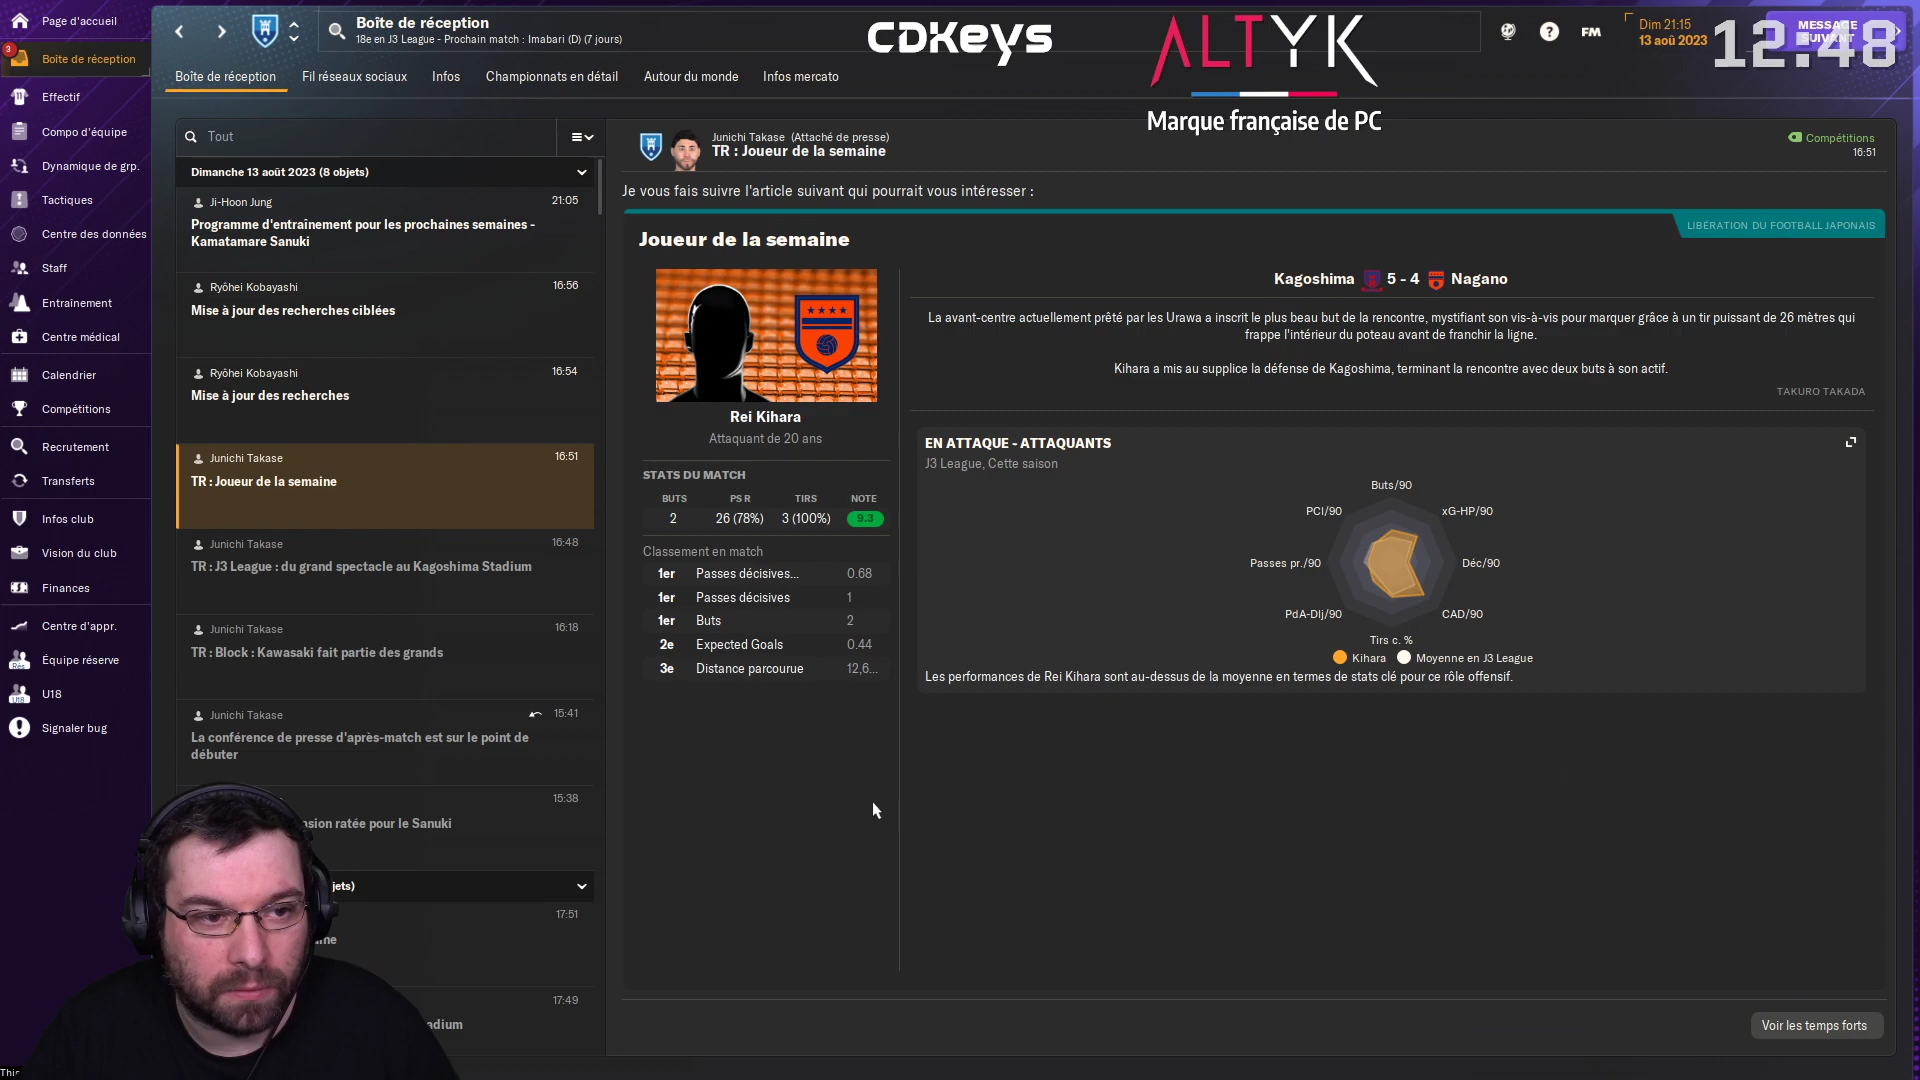 Page d'accueil
3
Boîte de réception
Effectif
Compo d'équipe
Dynamique de grp.
Tactiques
Centre des données
Staff
Entraînement
Centre médical
Calendrier
Compétitions
Recrutement
Transferts
Infos club
Vision du club
Finances
Centre d'appr.
Équipe réserve
U18
Signaler bug
Boîte de réception
18e en J3 League - Prochain match : Imabari (D) (7 jours)
CDKeys
ALTYK
Marque française de PC
FM
Dim 21:15
13 aoû 2023
MESSAGE
SUIVANT
12:48
Boîte de réception
Fil réseaux sociaux
Infos
Championnats en détail
Autour du monde
Infos mercato
Tout
Dimanche 13 août 2023 (8 objets)
Ji-Hoon Jung
21:05
Programme d'entraînement pour les prochaines semaines -
Kamatamare Sanuki
Ryôhei Kobayashi
16:56
Mise à jour des recherches ciblées
Ryôhei Kobayashi
16:54
Mise à jour des recherches
Junichi Takase
16:51
TR : Joueur de la semaine
Junichi Takase
16:48
TR : J3 League : du grand spectacle au Kagoshima Stadium
Junichi Takase
16:18
TR : Block : Kawasaki fait partie des grands
Junichi Takase
15:41
La conférence de presse d'après-match est sur le point de
débuter
15:38
sion ratée pour le Sanuki
jets)
17:51
17:49
adium
Junichi Takase (Attaché de presse)
TR : Joueur de la semaine
Compétitions
16:51
Je vous fais suivre l'article suivant qui pourrait vous intéresser :
LIBÉRATION DU FOOTBALL JAPONAIS
Joueur de la semaine
Rei Kihara
Attaquant de 20 ans
STATS DU MATCH
BUTS PS R TIRS NOTE
2 26 (78%) 3 (100%) 9.3
Classement en match
1er Passes décisives... 0.68
1er Passes décisives 1
1er Buts 2
2e Expected Goals 0.44
3e Distance parcourue 12,6...
Kagoshima 5 - 4 Nagano
La avant-centre actuellement prêté par les Urawa a inscrit le plus beau but de la rencontre, mystifiant son vis-à-vis pour marquer grâce à un tir puissant de 26 mètres qui
frappe l'intérieur du poteau avant de franchir la ligne.
Kihara a mis au supplice la défense de Kagoshima, terminant la rencontre avec deux buts à son actif.
TAKURO TAKADA
EN ATTAQUE - ATTAQUANTS
J3 League, Cette saison
Buts/90
PCI/90
xG-HP/90
Passes pr./90
Déc/90
PdA-DIj/90
CAD/90
Tirs c. %
Kihara
Moyenne en J3 League
Les performances de Rei Kihara sont au-dessus de la moyenne en termes de stats clé pour ce rôle offensif.
Voir les temps forts